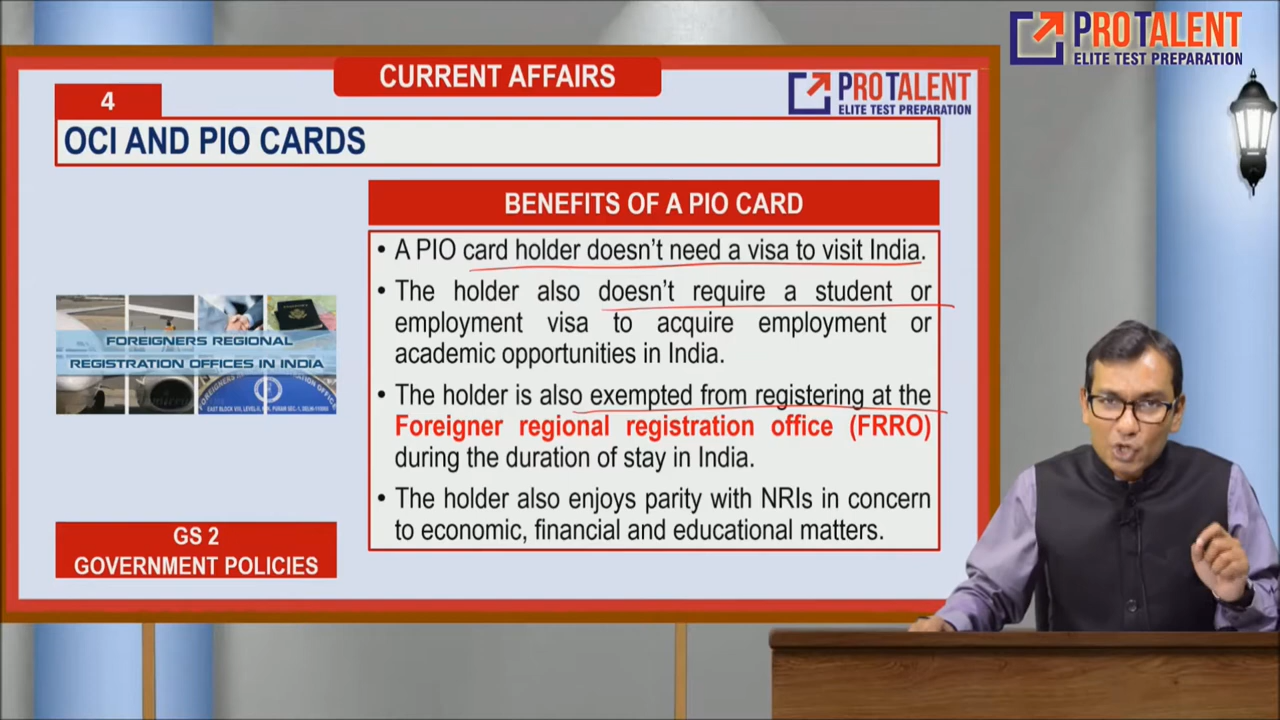 PROTALENT
ELITE TEST PREPARATION
CURRENT AFFAIRS
PROTALENT
ELITE TEST PREPARATION
4
OCI AND PIO CARDS
BENEFITS OF A PIO CARD
• A PIO card holder doesn't need a visa to visit India.
• The holder also doesn't require a student or
employment visa to acquire employment or
academic opportunities in India.
• The holder is also exempted from registering at the
Foreigner regional registration office (FRRO)
during the duration of stay in India.
• The holder also enjoys parity with NRIs in concern
to economic, financial and educational matters.
FOREIGNERS REGIONAL
REGISTRATION OFFICES IN INDIA
GS 2
GOVERNMENT POLICIES